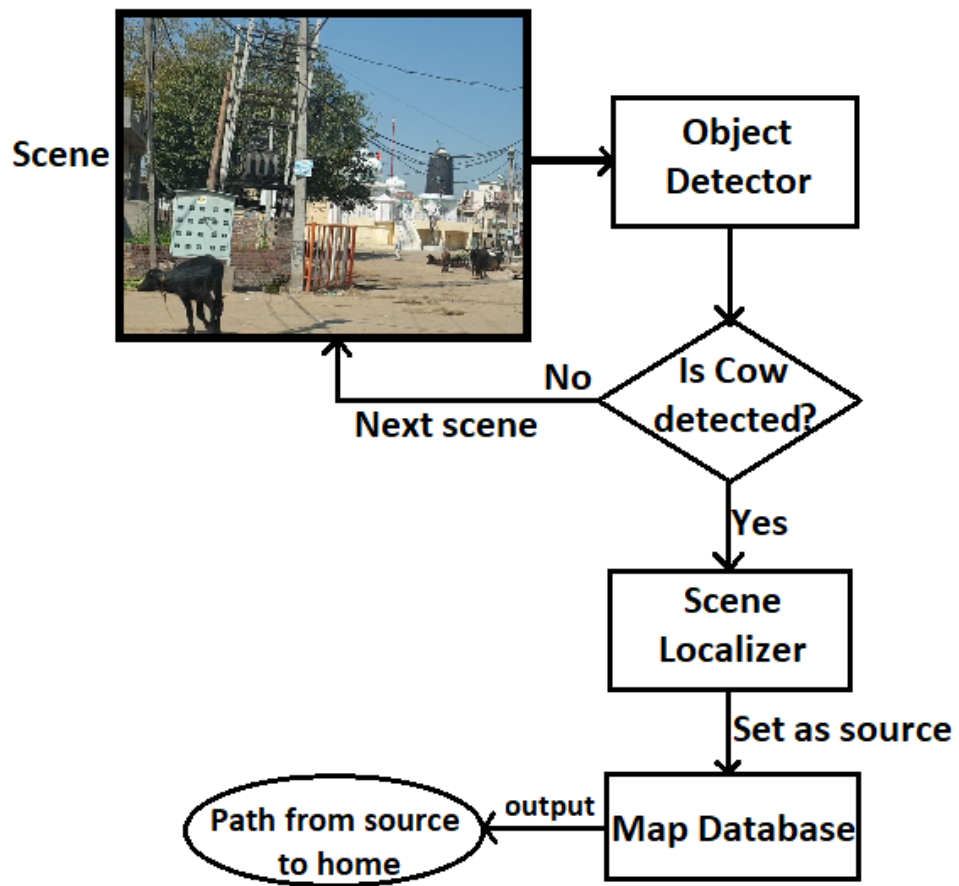 Scene
Object
Detector
Is Cow
detected?
No
Next scene
Yes
Scene
Localizer
Set as source
Map Database
output
Path from source
to home